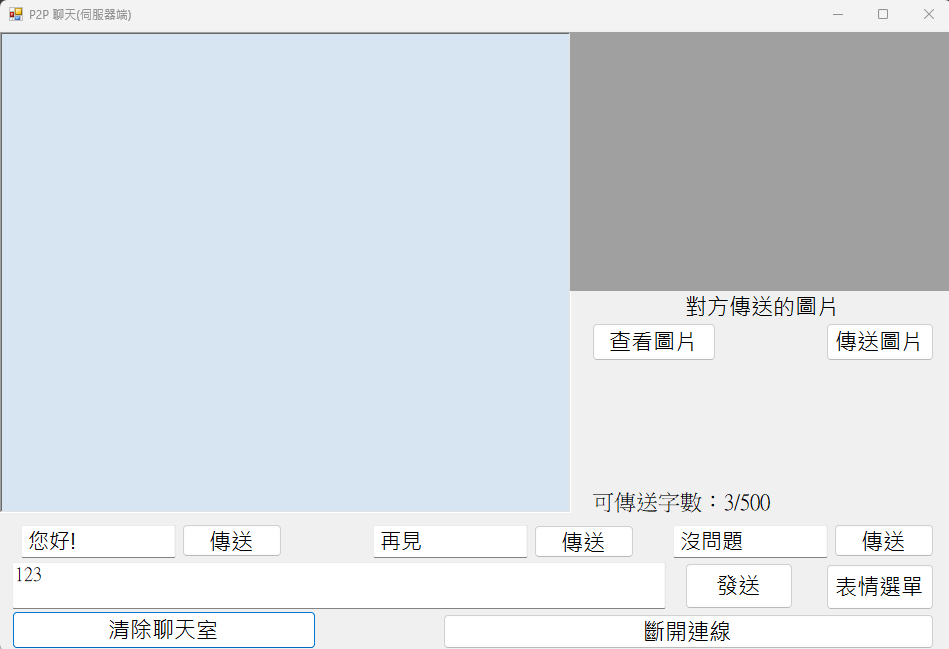 P2P 聊天(伺服器端)
對方傳送的圖片
查看圖片 傳送圖片
可傳送字數：3/500
您好! 傳送 再見 傳送 沒問題 傳送
123 發送 表情選單
清除聊天室 斷開連線